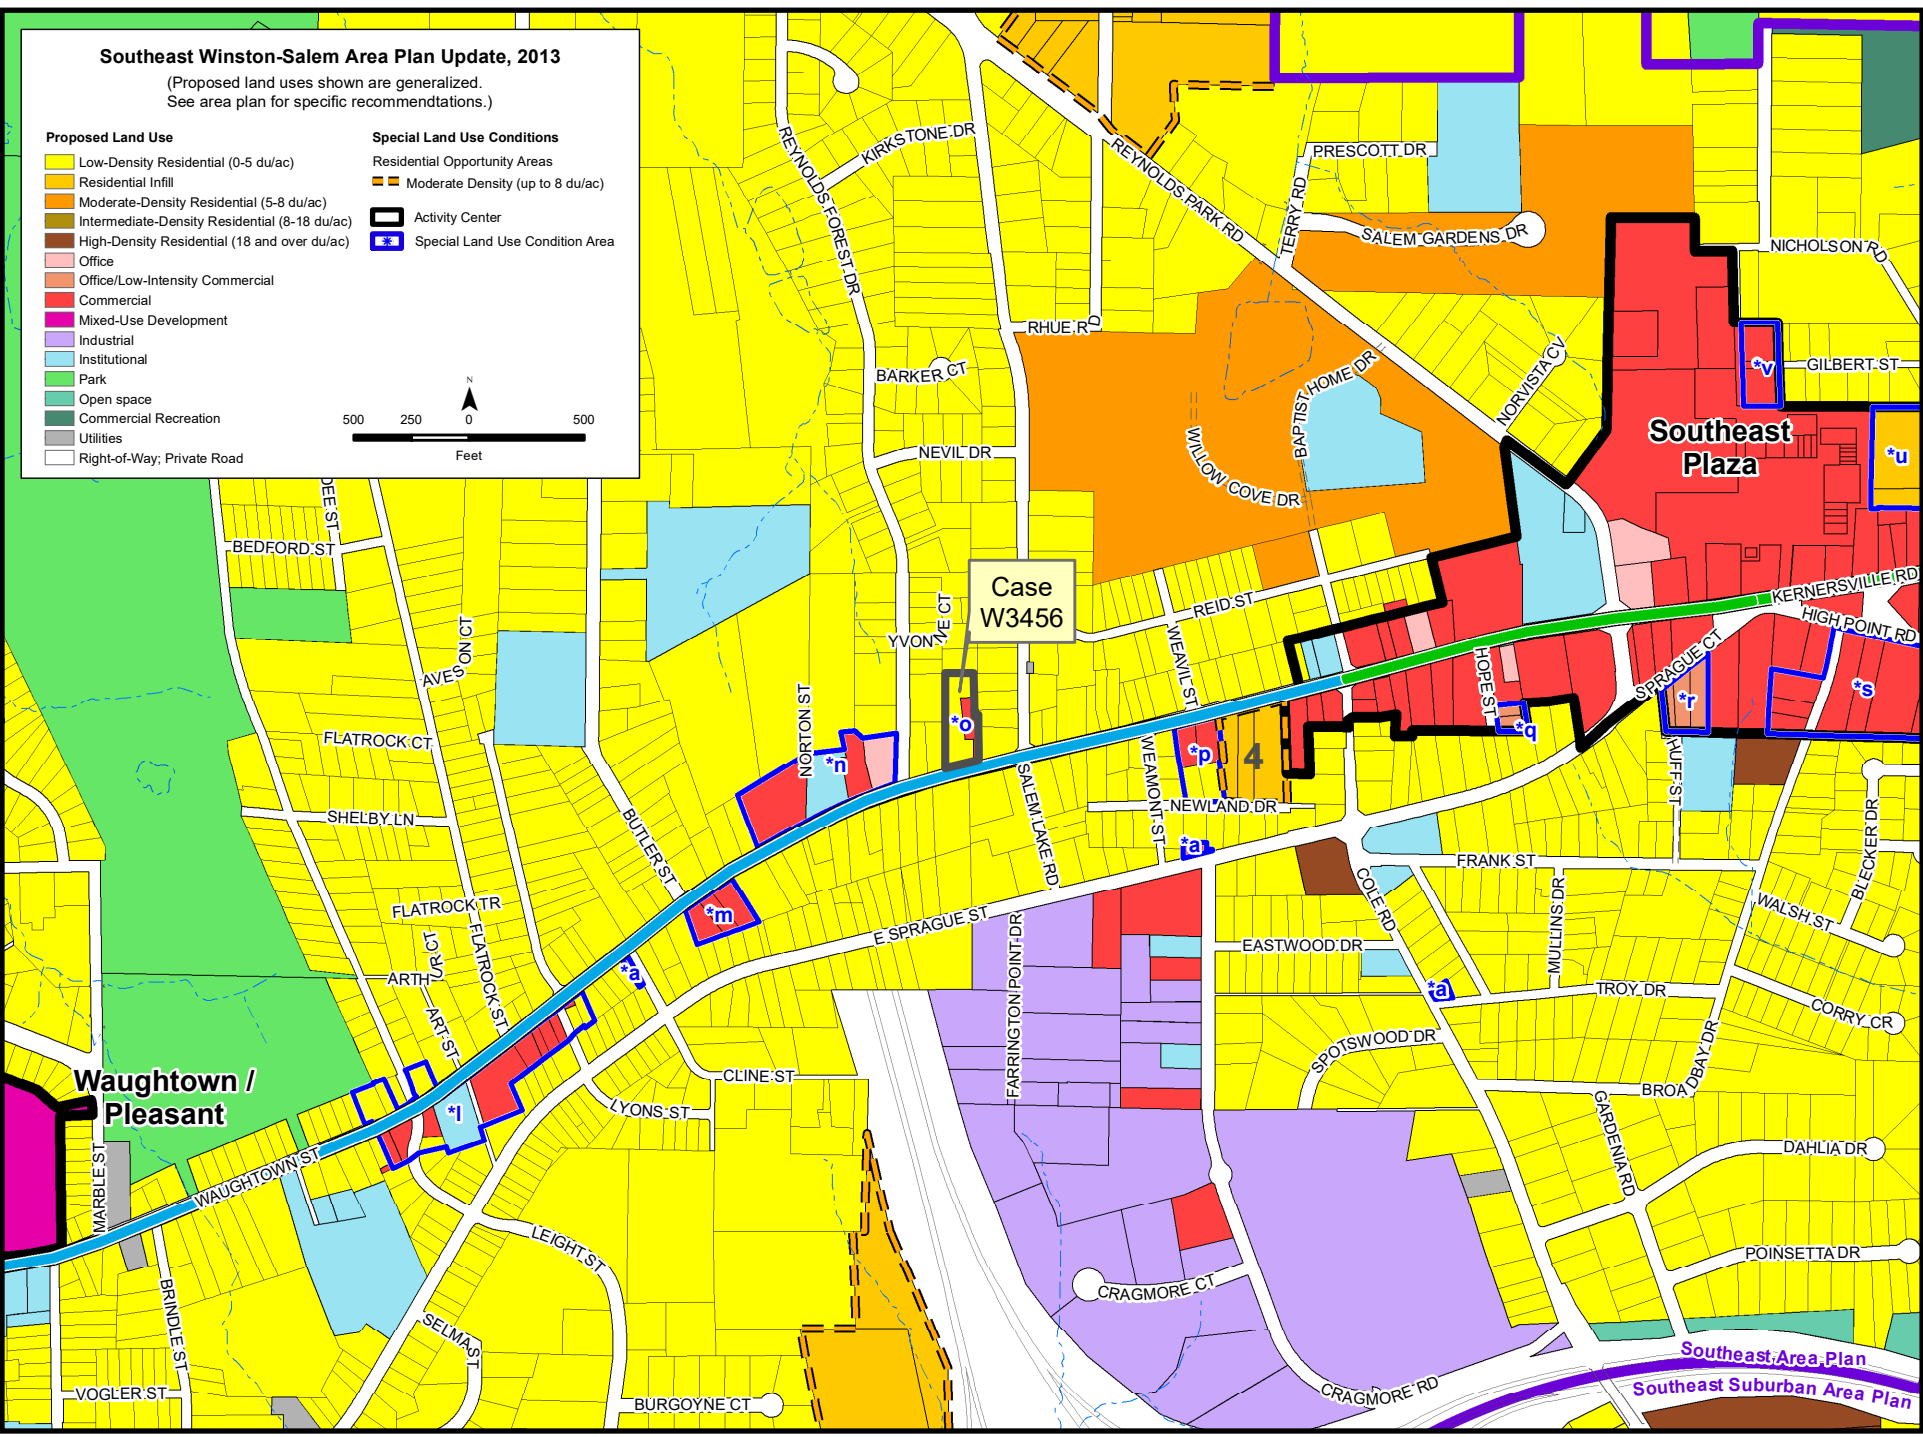 Southeast Winston-Salem Area Plan Update, 2013
(Proposed land uses shown are generalized.
See area plan for specific recommendtations.)
Proposed Land Use
Low-Density Residential (0-5 du/ac)
Residential Infill
Moderate-Density Residential (5-8 du/ac)
Intermediate-Density Residential (8-18 du/ac)
High-Density Residential (18 and over du/ac)
Office
Office/Low-Intensity Commercial
Commercial
Mixed-Use Development
Industrial
Institutional
Park
Open space
Commercial Recreation
Utilities
Right-of-Way; Private Road
Special Land Use Conditions
Residential Opportunity Areas
Moderate Density (up to 8 du/ac)
Activity Center
* Special Land Use Condition Area
N
500 250 0 500
Feet
REYNOLDS FOREST DR
KIRKSTONE DR
REYNOLDS PARK RD
PRESCOTT DR
TERRY RD
SALEM GARDENS DR
NICHOLSON RD
RHUE RD
BARKER CT
BAPTIST HOME DR
NORVISTA CV
GILBERT ST
*v
Southeast
Plaza
*u
NEVIL DR
WILLOW COVE DR
DEE ST
BEDFORD ST
Case
W3456
YVONNE CT
REID ST
WEAVIL ST
KERNERSVILLE RD
HIGH POINT RD
AVESON CT
NORTON ST
HOPE ST
SPRAGUE CT
*r
*s
*q
*o
*n
*p
4
FLATROCK CT
SALEM LAKE RD
WEAMONT ST
NEWLAND DR
HUFF ST
SHELBY LN
BUTLER ST
*a
FRANK ST
BLECKER DR
FLATROCK TR
*m
E SPRAGUE ST
COLE RD
MULLINS DR
WALSH ST
FARRINGTON POINT DR
EASTWOOD DR
ARTHUR CT
FLATROCK ST
*a
*a
TROY DR
CORRY CR
ART ST
SPOTSWOOD DR
BROADBAY DR
Waughtown /
Pleasant
*l
CLINE ST
LYONS ST
GARDENIA RD
DAHLIA DR
MARBLE ST
WAUGHTOWN ST
LEIGHT ST
POINSETTA DR
BRINDLE ST
CRAGMORE CT
SELMA ST
Southeast Area Plan
Southeast Suburban Area Plan
VOGLER ST
BURGOYNE CT
CRAGMORE RD